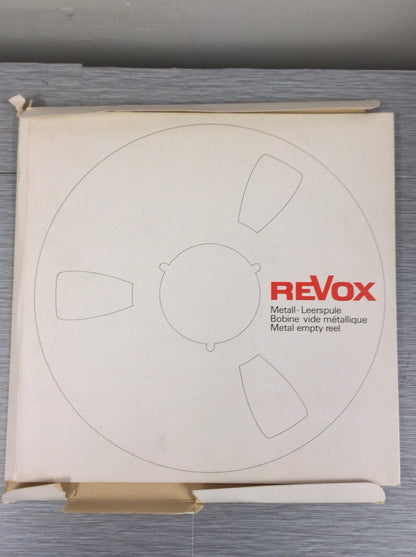 REVOX
Metall-Leerspule
Bobine vide métallique
Metal empty reel